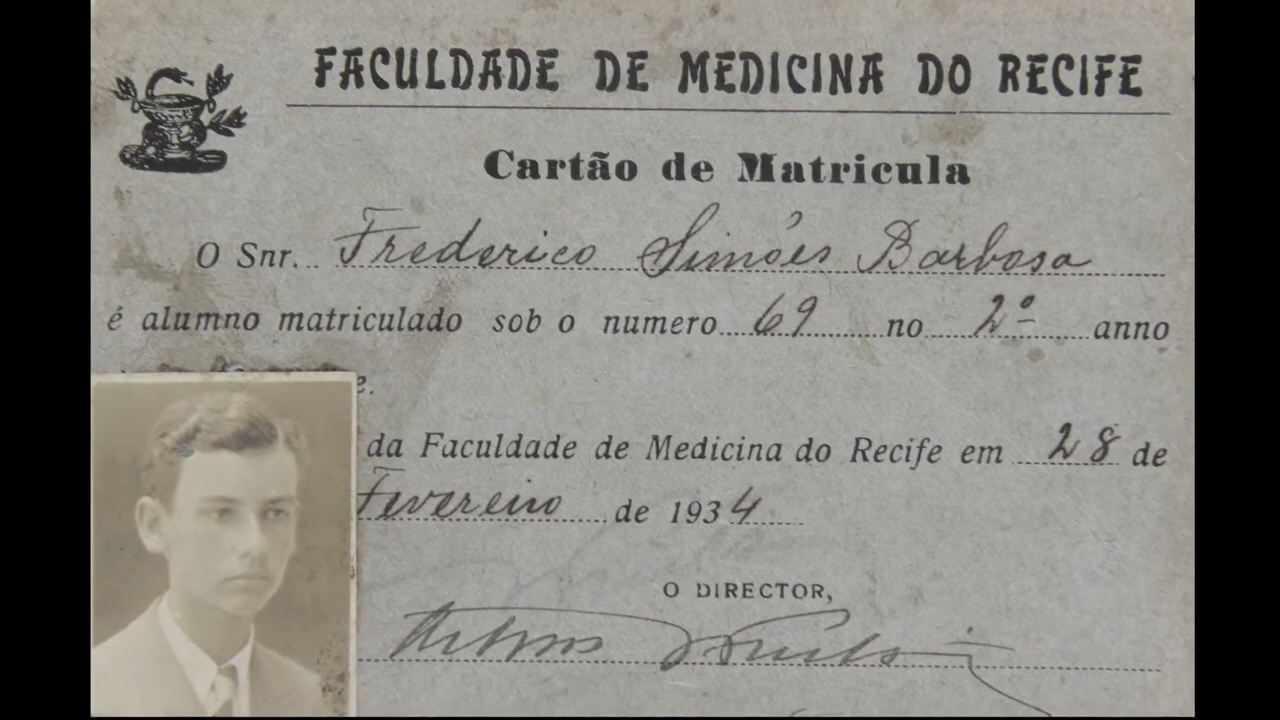 FACULDADE DE MEDICINA DO RECIFE
Cartão de Matricula
O Snr. Frederico Simões Barbosa
é alumno matriculado sob o numero 69 no 2º anno
da Faculdade de Medicina do Recife em 28 de
Fevereiro de 1934
O DIRECTOR,